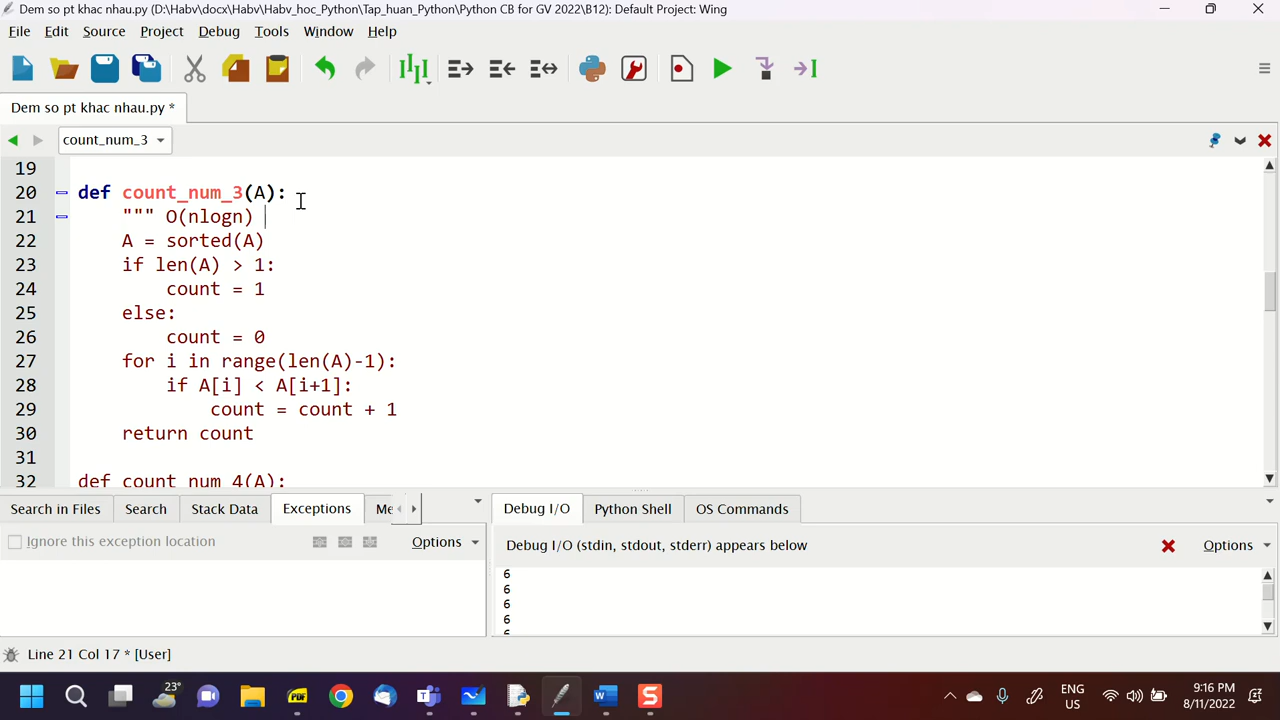 Dem so pt khac nhau.py (D:\Habv\docx\Habv\Habv_hoc_Python\Tap_huan_Python\Python CB for GV 2022\B12): Default Project: Wing
File Edit Source Project Debug Tools Window Help
Dem so pt khac nhau.py *
count_num_3
19
20 def count_num_3(A):
21 """ O(nlogn)
22 A = sorted(A)
23 if len(A) > 1:
24 count = 1
25 else:
26 count = 0
27 for i in range(len(A)-1):
28 if A[i] < A[i+1]:
29 count = count + 1
30 return count
31
32 def count_num_4(A):
Search in Files Search Stack Data Exceptions Me
Debug I/O Python Shell OS Commands
Ignore this exception location Options
Debug I/O (stdin, stdout, stderr) appears below Options
6
6
6
6
6
Line 21 Col 17 * [User]
23°
ENG
US
9:16 PM
8/11/2022